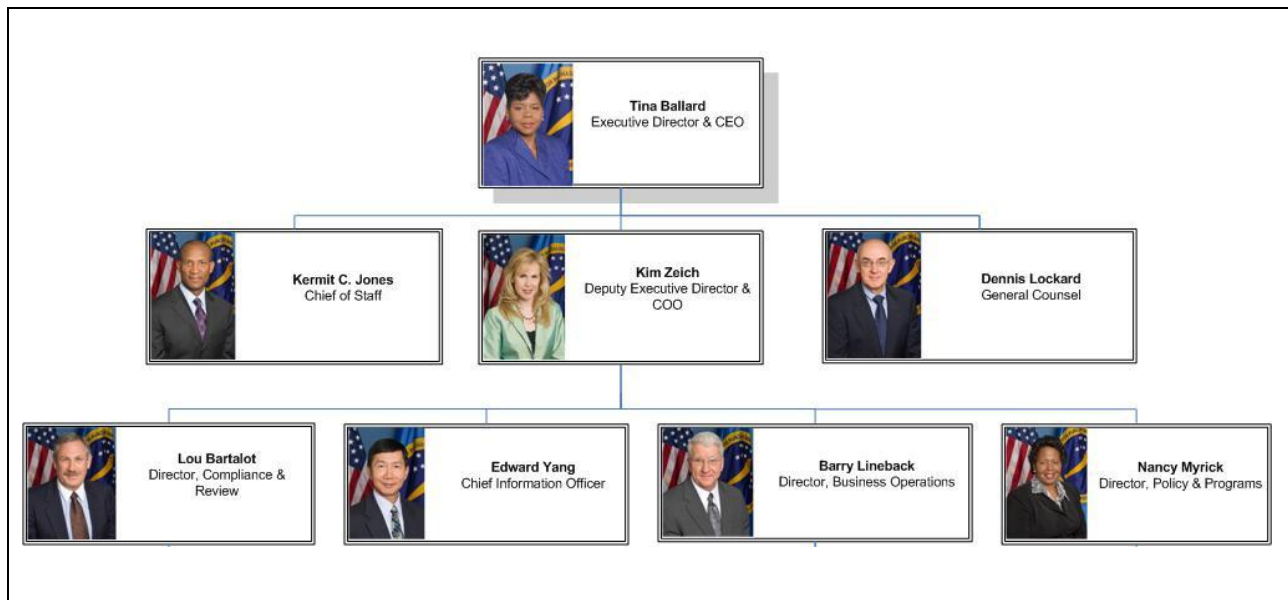 Tina Ballard
Executive Director & CEO
Kermit C. Jones
Chief of Staff
Kim Zeich
Deputy Executive Director &
COO
Dennis Lockard
General Counsel
Lou Bartalot
Director, Compliance &
Review
Edward Yang
Chief Information Officer
Barry Lineback
Director, Business Operations
Nancy Myrick
Director, Policy & Programs